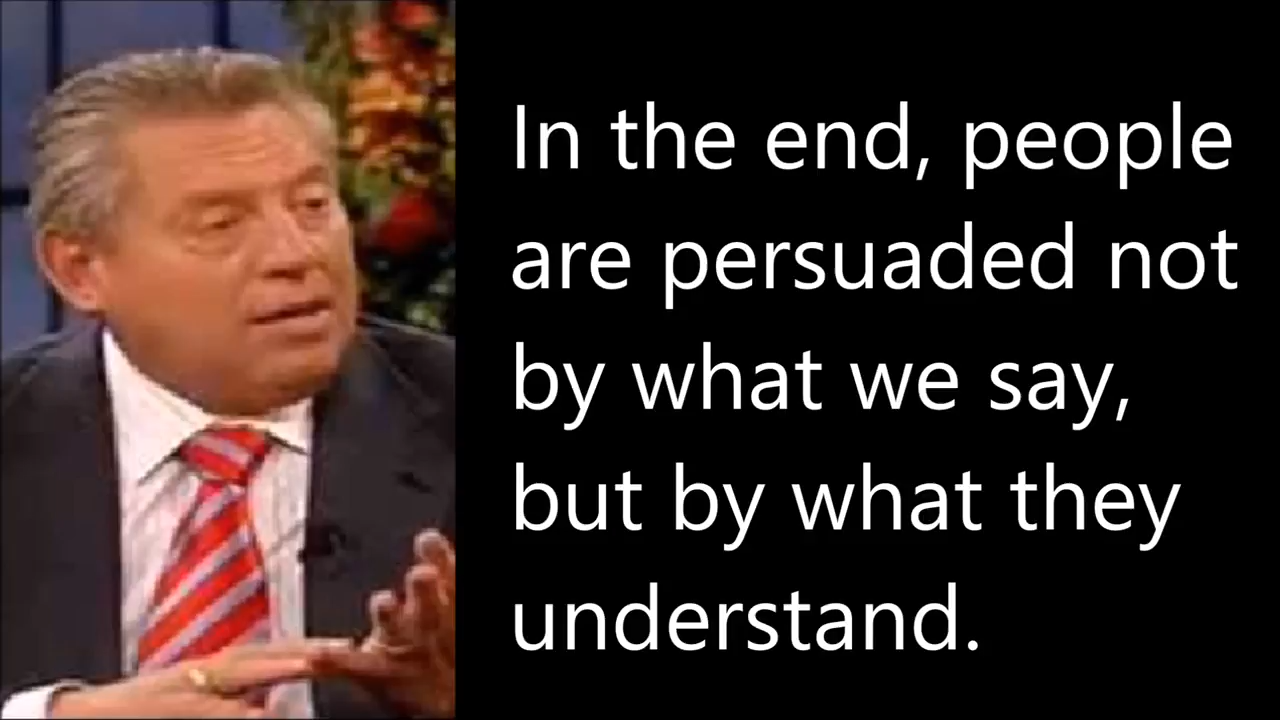 In the end, people
are persuaded not
by what we say,
but by what they
understand.